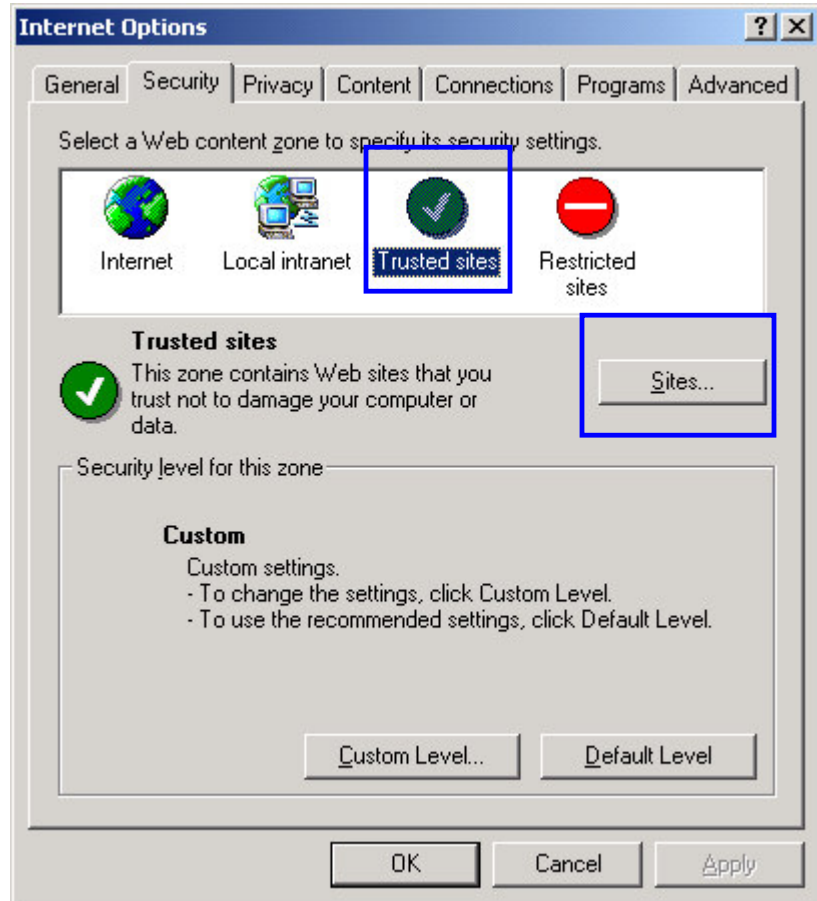 Internet Options
General Security Privacy Content Connections Programs Advanced
Select a Web content zone to specify its security settings.
Internet Local intranet Trusted sites Restricted
sites
Trusted sites
This zone contains Web sites that you
trust not to damage your computer or
data.
Sites...
Security level for this zone
Custom
Custom settings.
- To change the settings, click Custom Level.
- To use the recommended settings, click Default Level.
Custom Level... Default Level
OK Cancel Apply